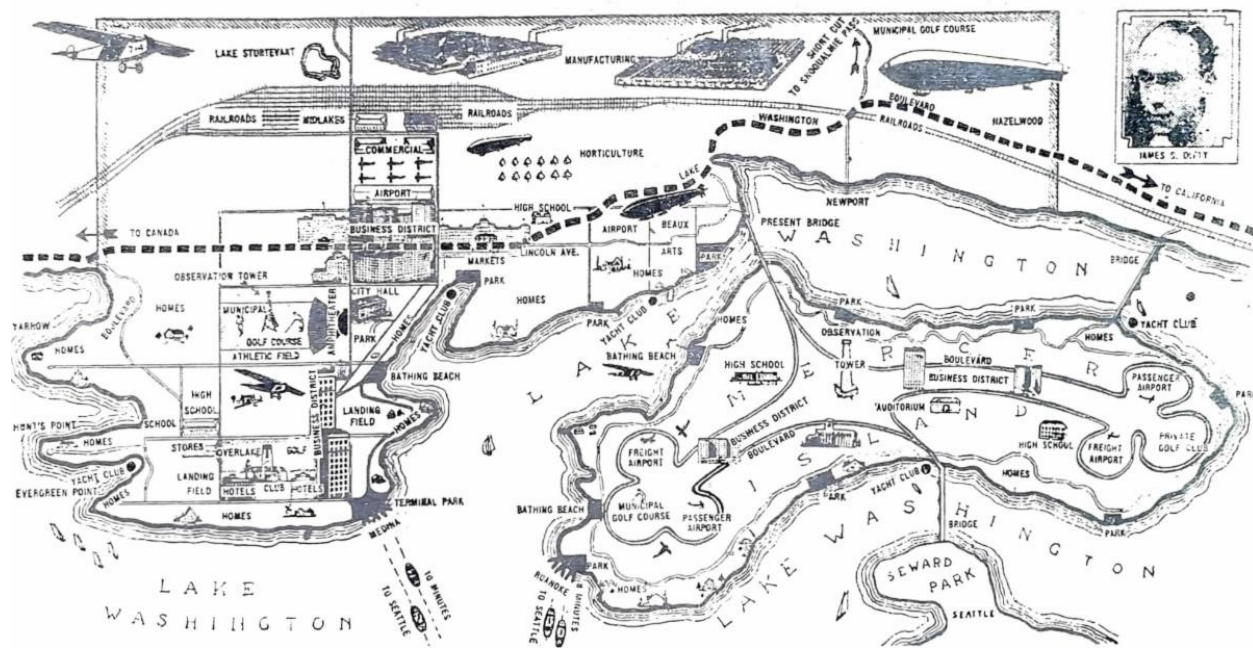 7-4
LAKE STURTEVAAT
MANUFACTURING
SHORT CUT
TO SNOQUALMIE PASS
MUNICIPAL GOLF COURSE
JAMES S. DITTY
RAILROADS
MIDLAKES
RAILROADS
WASHINGTON
BOULEVARD
RAILROADS
HAZELWOOD
COMMERCIAL
AIRPORT
HORTICULTURE
LAKE
TO CALIFORNIA
TO CANADA
BUSINESS DISTRICT
HIGH SCHOOL
AIRPORT
BEAUX
ARTS
LINCOLN AVE.
MARKETS
HOMES
PARK
NEWPORT
PRESENT BRIDGE
WASHINGTON
BRIDGE
OBSERVATION TOWER
BOULEVARD
HOMES
MUNICIPAL
GOLF COURSE
ATHLETIC FIELD
AMPHITHEATER
CITY HALL
PARK
HOMES
YACHT CLUB
PARK
HOMES
PARK
YACHT CLUB
LAKE
HOMES
PARK
OBSERVATION
TOWER
PARK
HOMES
YACHT CLUB
YARROW
HOMES
BATHING BEACH
BATHING BEACH
HIGH SCHOOL
MERCER
ISLAND
BOULEVARD
BUSINESS DISTRICT
PASSENGER
AIRPORT
PARK
HUNT'S POINT
HIGH
SCHOOL
SCHOOL
BUSINESS DISTRICT
LANDING
FIELD
HOMES
BUSINESS DISTRICT
BOULEVARD
AUDITORIUM
HIGH SCHOOL
FREIGHT
AIRPORT
PRIVATE
GOLF CLUB
HOMES
STORES
OVERLAKE
GOLF
CLUB
HOTELS
HOTELS
LANDING
FIELD
YACHT CLUB
EVERGREEN POINT
HOMES
HOMES
TERMINAL PARK
MEDINA
FREIGHT
AIRPORT
MUNICIPAL
GOLF COURSE
PASSENGER
AIRPORT
BATHING BEACH
PARK
YACHT CLUB
HOMES
PARK
BRIDGE
PARK
ROANOKE
HOMES
LAKE
WASHINGTON
10 MINUTES
TO SEATTLE
8 MINUTES
TO SEATTLE
LAKE WASHINGTON
SEWARD
PARK
SEATTLE